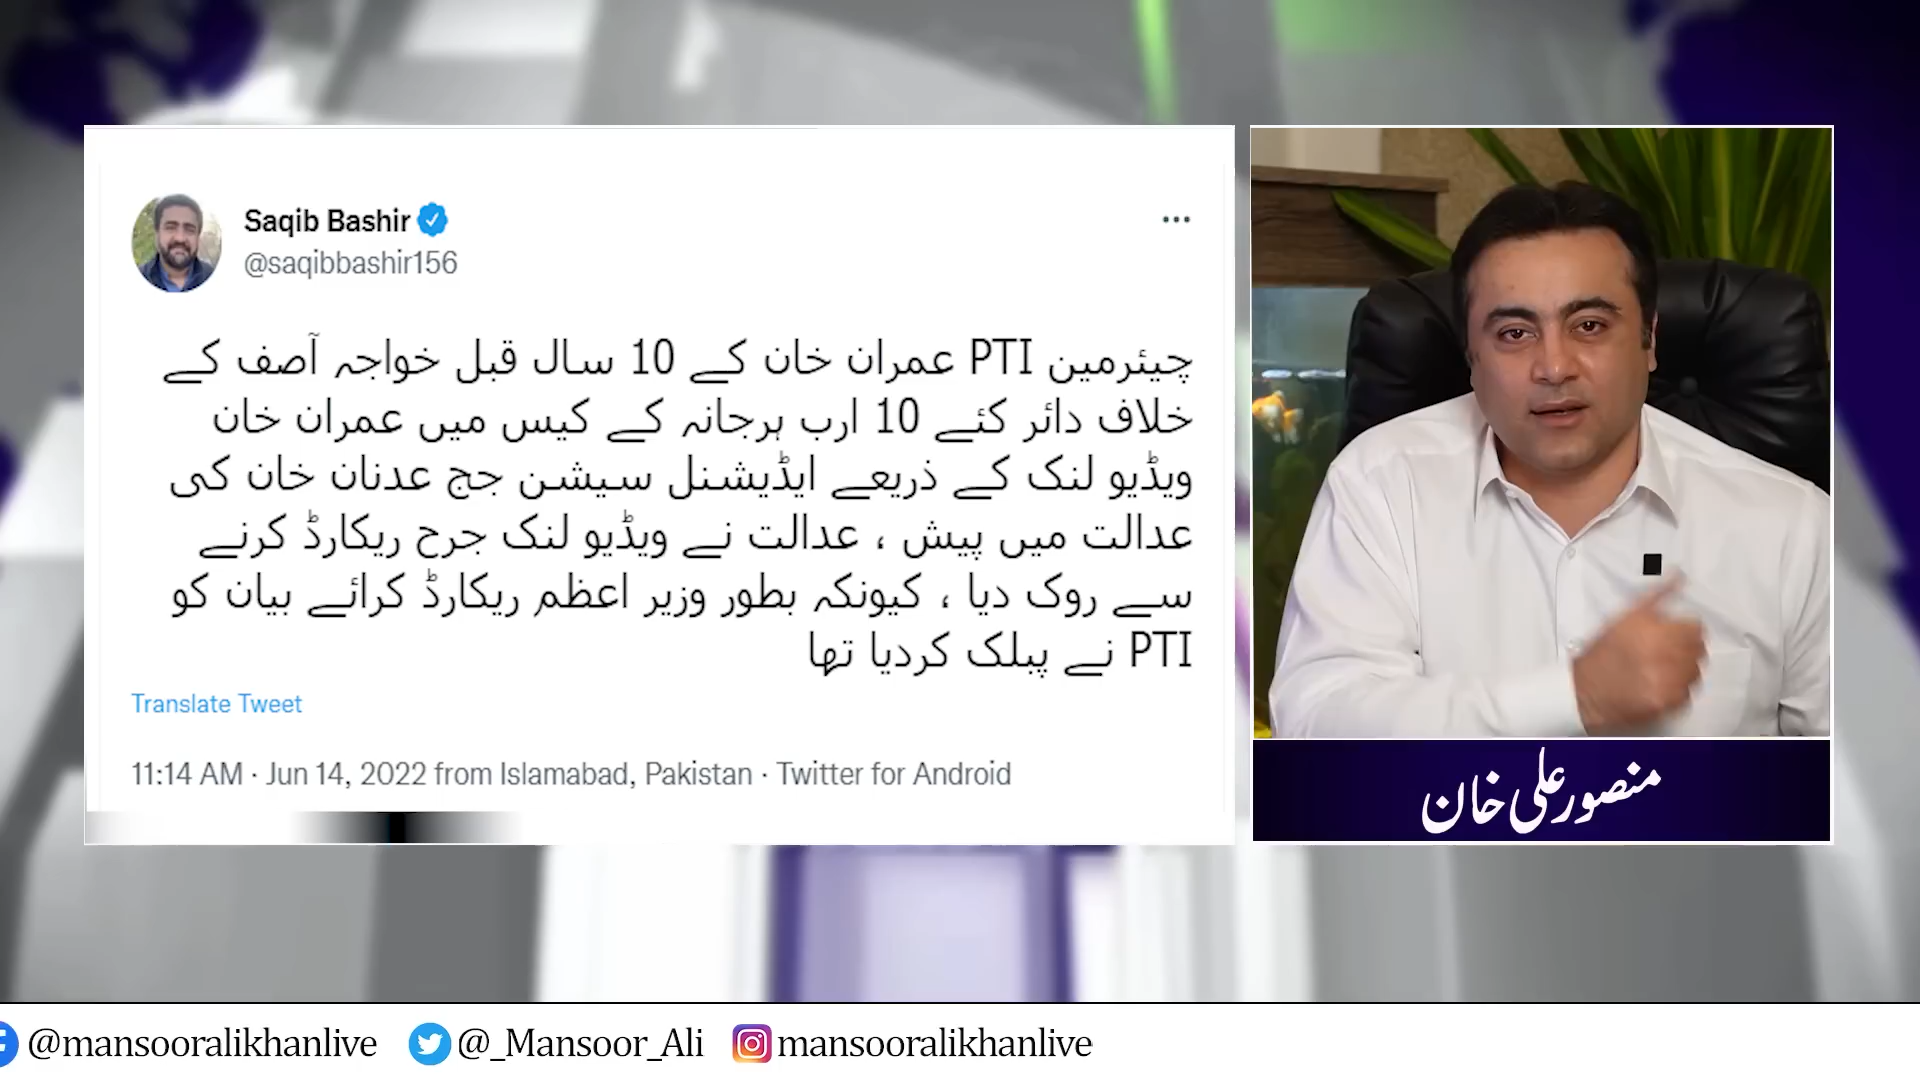 Saqib Bashir
@saqibbashir156
چیئرمین PTI عمران خان کے 10 سال قبل خواجہ آصف کے
خلاف دائر کئے 10 ارب ہرجانہ کے کیس میں عمران خان
ویڈیو لنک کے ذریعے ایڈیشنل سیشن جج عدنان خان کی
عدالت میں پیش ، عدالت نے ویڈیو لنک جرح ریکارڈ کرنے
سے روک دیا ، کیونکہ بطور وزیر اعظم ریکارڈ کرائے بیان کو
PTI نے پبلک کردیا تھا
Translate Tweet
11:14 AM · Jun 14, 2022 from Islamabad, Pakistan · Twitter for Android
منصور علی خان
@mansooralikhanlive @_Mansoor_Ali mansooralikhanlive